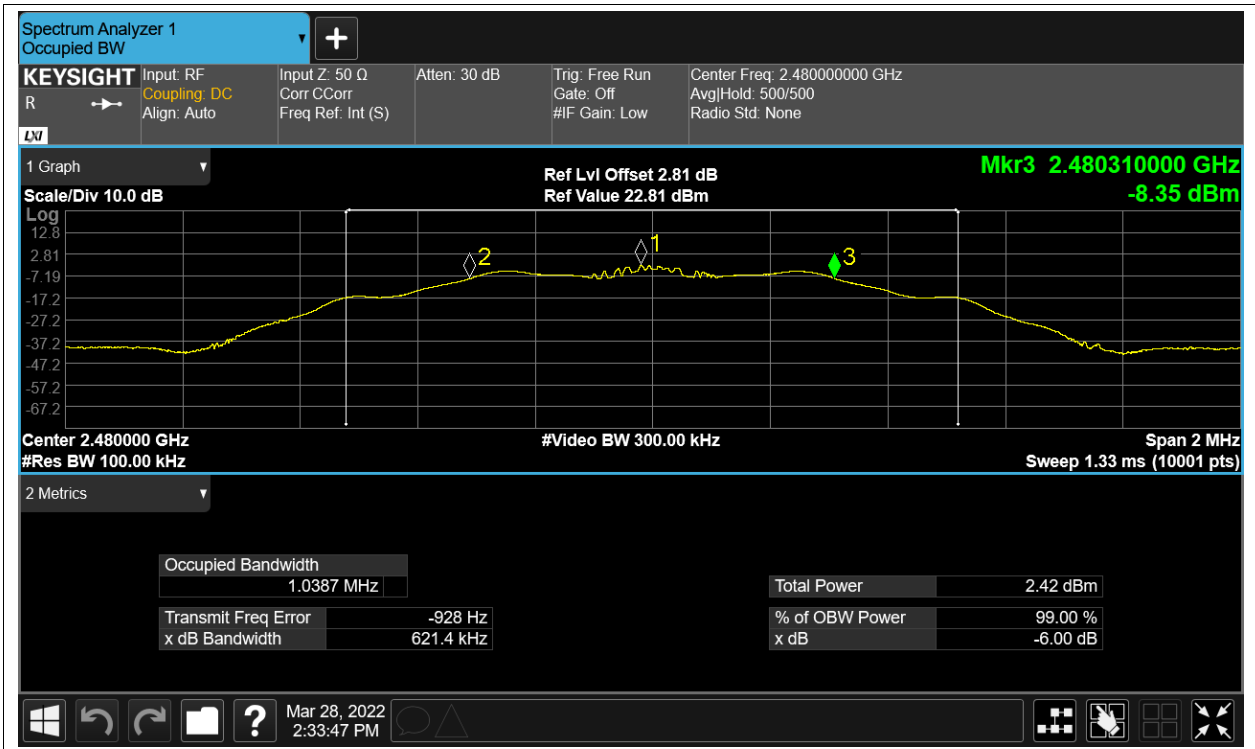 Spectrum Analyzer 1
Occupied BW
KEYSIGHT
R
LXI
Input: RF
Coupling: DC
Align: Auto
Input Z: 50 Ω
Corr CCorr
Freq Ref: Int (S)
Atten: 30 dB
Trig: Free Run
Gate: Off
#IF Gain: Low
Center Freq: 2.480000000 GHz
Avg|Hold: 500/500
Radio Std: None
1 Graph
Scale/Div 10.0 dB
Ref Lvl Offset 2.81 dB
Ref Value 22.81 dBm
Mkr3 2.480310000 GHz
-8.35 dBm
Log
12.8
2.81
-7.19
-17.2
-27.2
-37.2
-47.2
-57.2
-67.2
2
1
3
Center 2.480000 GHz
#Res BW 100.00 kHz
#Video BW 300.00 kHz
Span 2 MHz
Sweep 1.33 ms (10001 pts)
2 Metrics
Occupied Bandwidth
1.0387 MHz
Transmit Freq Error -928 Hz
x dB Bandwidth 621.4 kHz
Total Power 2.42 dBm
% of OBW Power 99.00 %
x dB -6.00 dB
?
Mar 28, 2022
2:33:47 PM